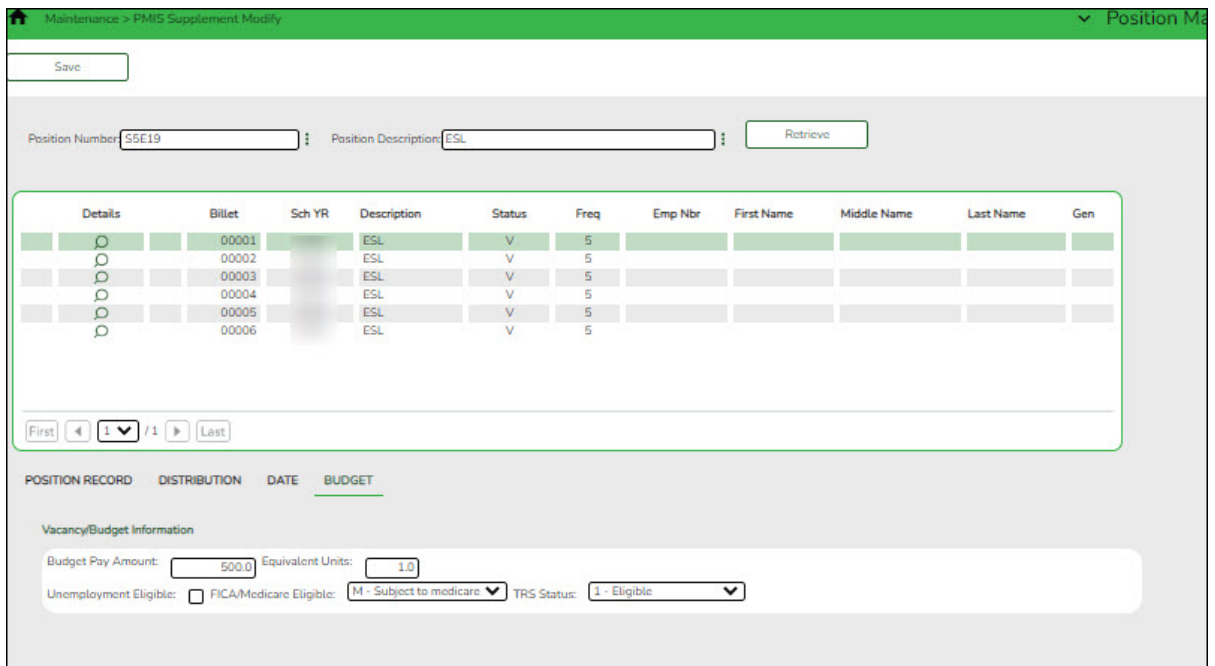 Maintenance > PMIS Supplement Modify Position Ma
Save
Position Number: S5E19 Position Description: ESL Retrieve
Details Billet Sch YR Description Status Freq Emp Nbr First Name Middle Name Last Name Gen
00001 ESL V 5
00002 ESL V 5
00003 ESL V 5
00004 ESL V 5
00005 ESL V 5
00006 ESL V 5
First 1 / 1 Last
POSITION RECORD DISTRIBUTION DATE BUDGET
Vacancy/Budget Information
Budget Pay Amount: 500.0 Equivalent Units: 1.0
Unemployment Eligible: FICA/Medicare Eligible: M - Subject to medicare TRS Status: 1 - Eligible